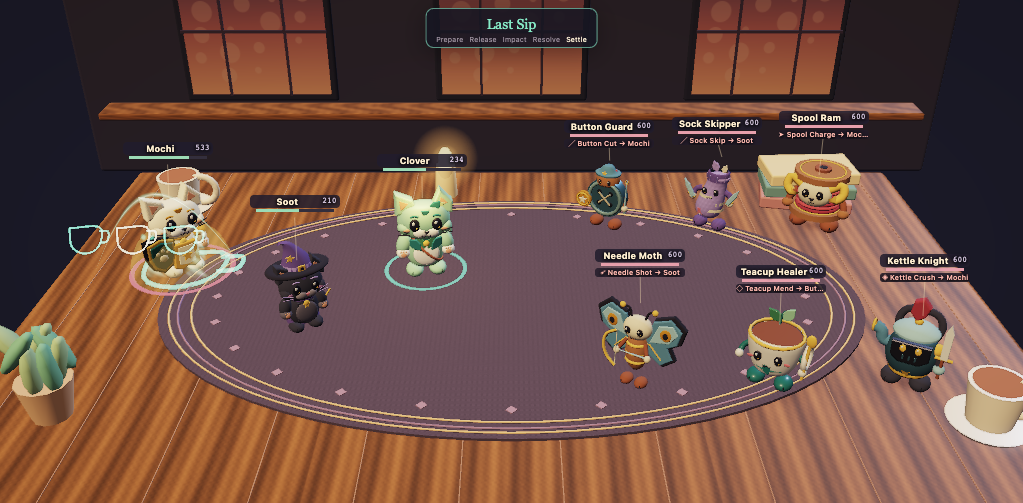 Last Sip
Prepare Release Impact Resolve Settle
Mochi 533
Soot 210
Clover 234
Button Guard 600
Button Cut → Mochi
Sock Skipper 600
Sock Skip → Soot
Spool Ram 600
Spool Charge → Moc...
Needle Moth 600
Needle Shot → Soot
Teacup Healer 600
Teacup Mend → But...
Kettle Knight 600
Kettle Crush → Mochi